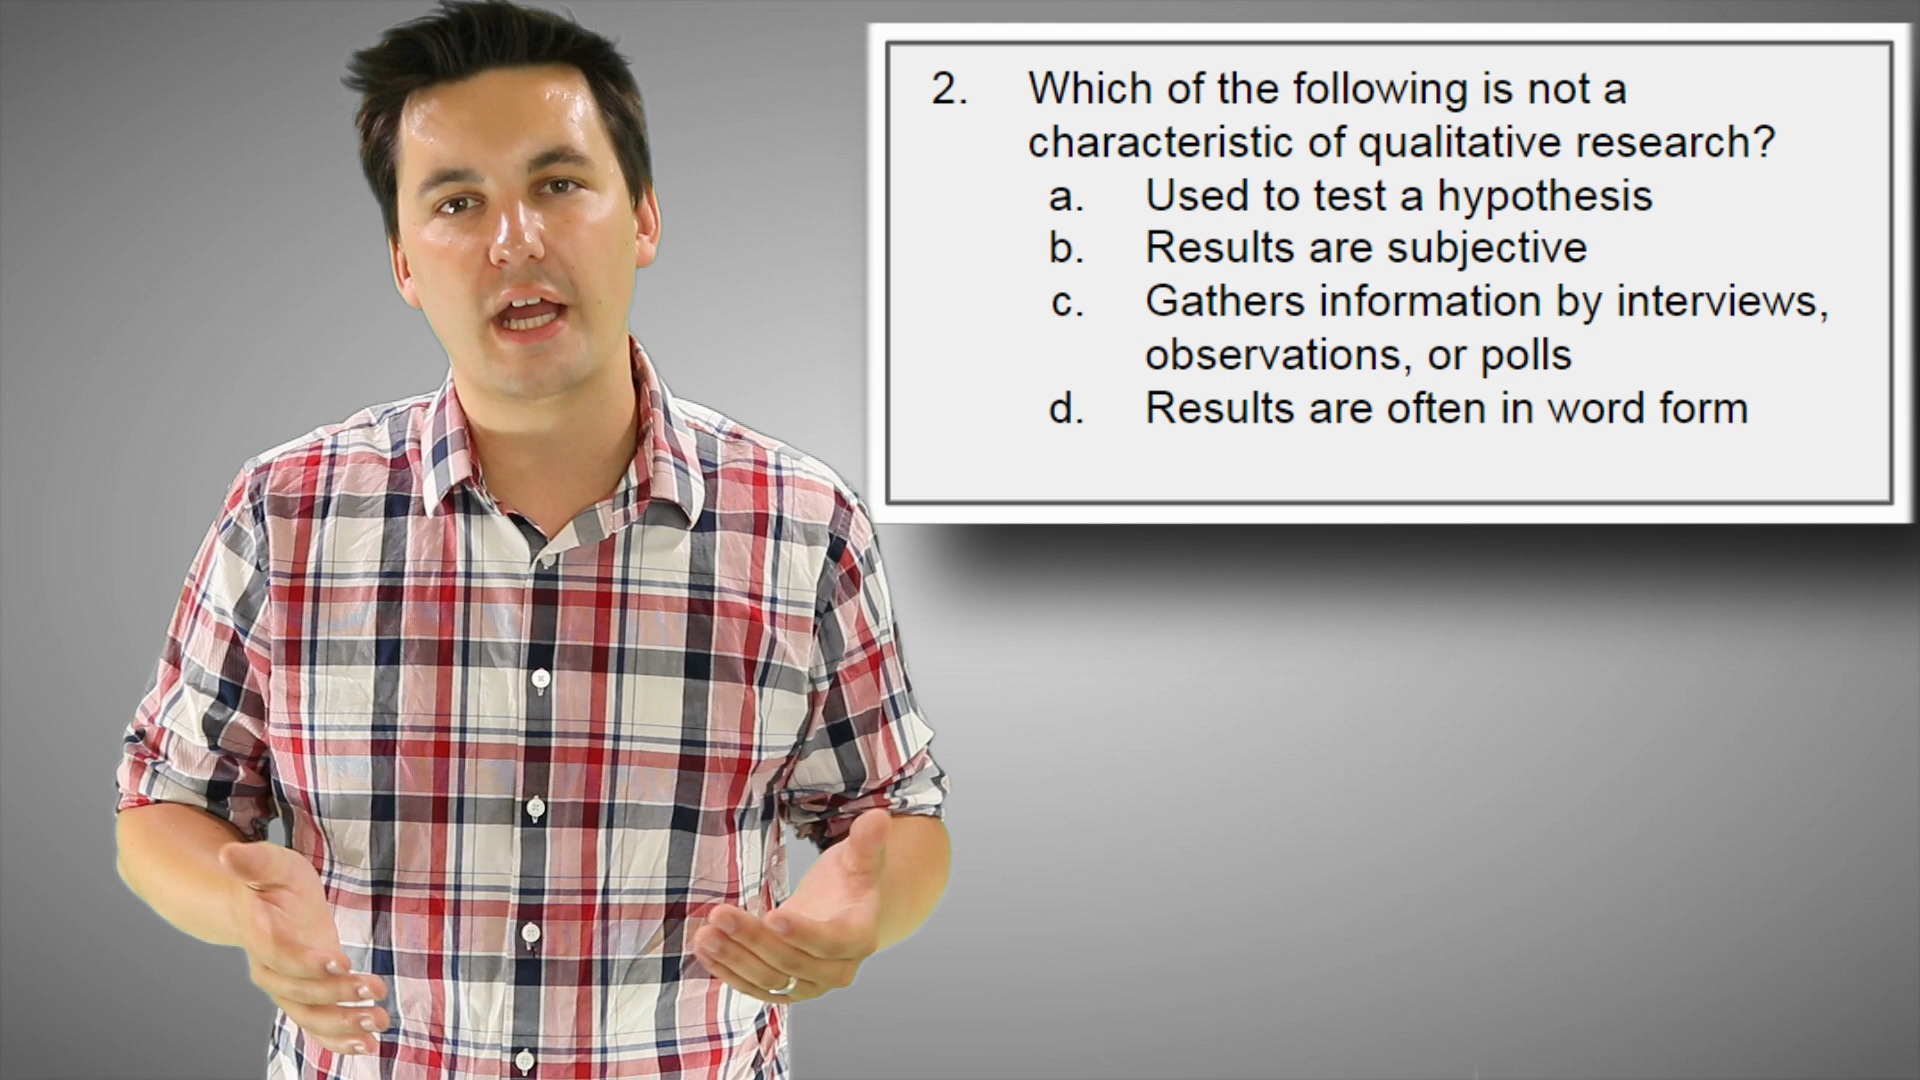 2. Which of the following is not a
characteristic of qualitative research?
a. Used to test a hypothesis
b. Results are subjective
c. Gathers information by interviews,
observations, or polls
d. Results are often in word form